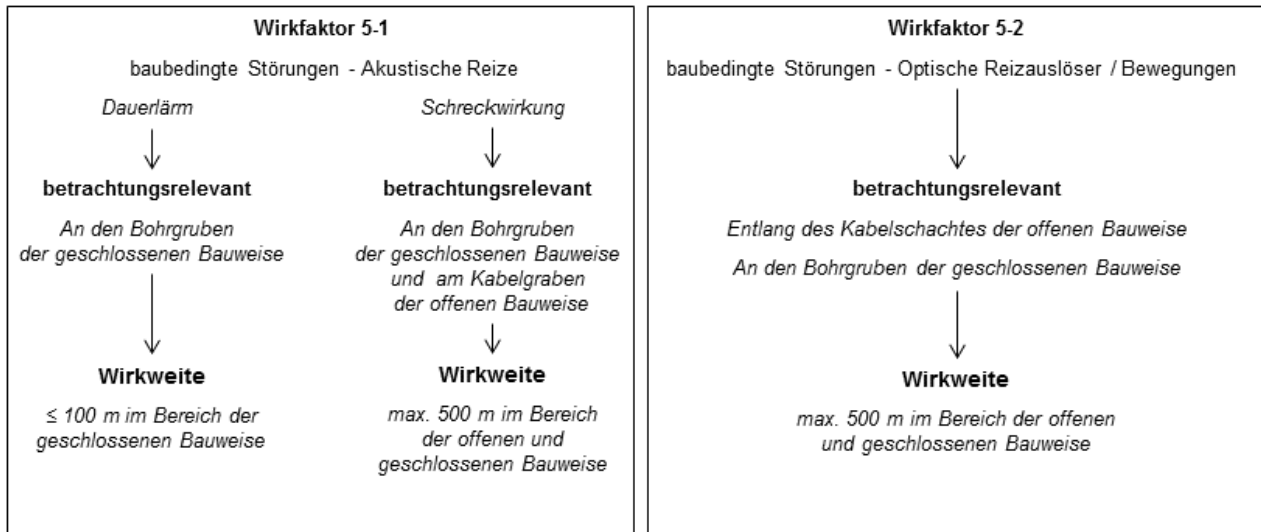 Wirkfaktor 5-1
baubedingte Störungen - Akustische Reize
Dauerlärm
betrachtungsrelevant
An den Bohrgruben
der geschlossenen Bauweise
Wirkweite
≤ 100 m im Bereich der
geschlossenen Bauweise
Schreckwirkung
betrachtungsrelevant
An den Bohrgruben
der geschlossenen Bauweise
und am Kabelgraben
der offenen Bauweise
Wirkweite
max. 500 m im Bereich
der offenen und
geschlossenen Bauweise
Wirkfaktor 5-2
baubedingte Störungen - Optische Reizauslöser / Bewegungen
betrachtungsrelevant
Entlang des Kabelschachtes der offenen Bauweise
An den Bohrgruben der geschlossenen Bauweise
Wirkweite
max. 500 m im Bereich der offenen
und geschlossenen Bauweise